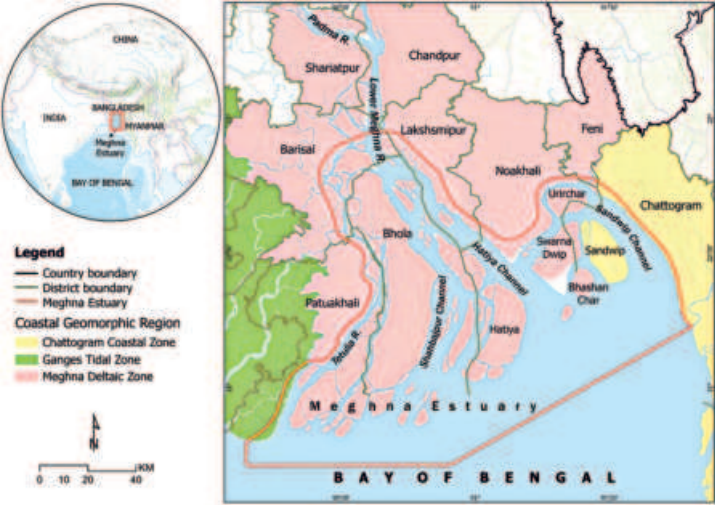 CHINA
INDIA
BANGLADESH
MYANMAR
Meghna
Estuary
BAY OF BENGAL
Legend
Country boundary
District boundary
Meghna Estuary
Coastal Geomorphic Region
Chattogram Coastal Zone
Ganges Tidal Zone
Meghna Deltaic Zone
N
KM
0 10 20 40
Padma R.
Shariatpur
Chandpur
Lower Meghna R.
Lakshmipur
Barisal
Noakhali
Feni
Urirchar
Chattogram
Sandwip Channel
Bhola
Hatiya Channel
Swarna
Dwip
Sandwip
Bhashan
Char
Patuakhali
Shahbajpur Channel
Hatiya
Tetulia R.
Meghna Estuary
BAY OF BENGAL